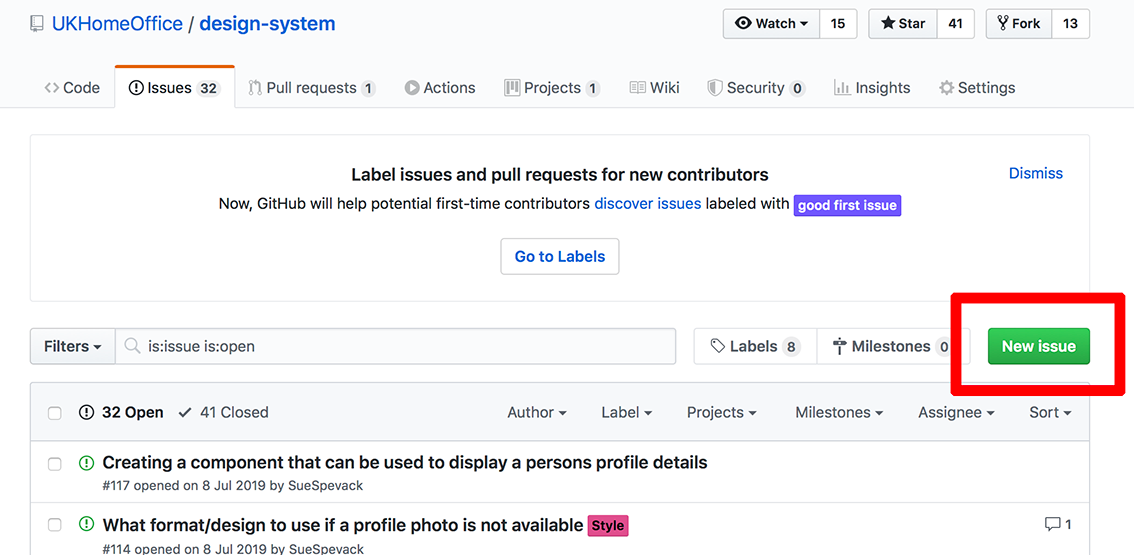 UKHomeOffice / design-system Watch 15 Star 41 Fork 13
Code Issues 32 Pull requests 1 Actions Projects 1 Wiki Security 0 Insights Settings
Label issues and pull requests for new contributors Dismiss
Now, GitHub will help potential first-time contributors discover issues labeled with good first issue
Go to Labels
Filters is:issue is:open Labels 8 Milestones 0 New issue
32 Open 41 Closed Author Label Projects Milestones Assignee Sort
Creating a component that can be used to display a persons profile details
#117 opened on 8 Jul 2019 by SueSpevack
What format/design to use if a profile photo is not available Style 1
#114 opened on 8 Jul 2019 by SueSpevack